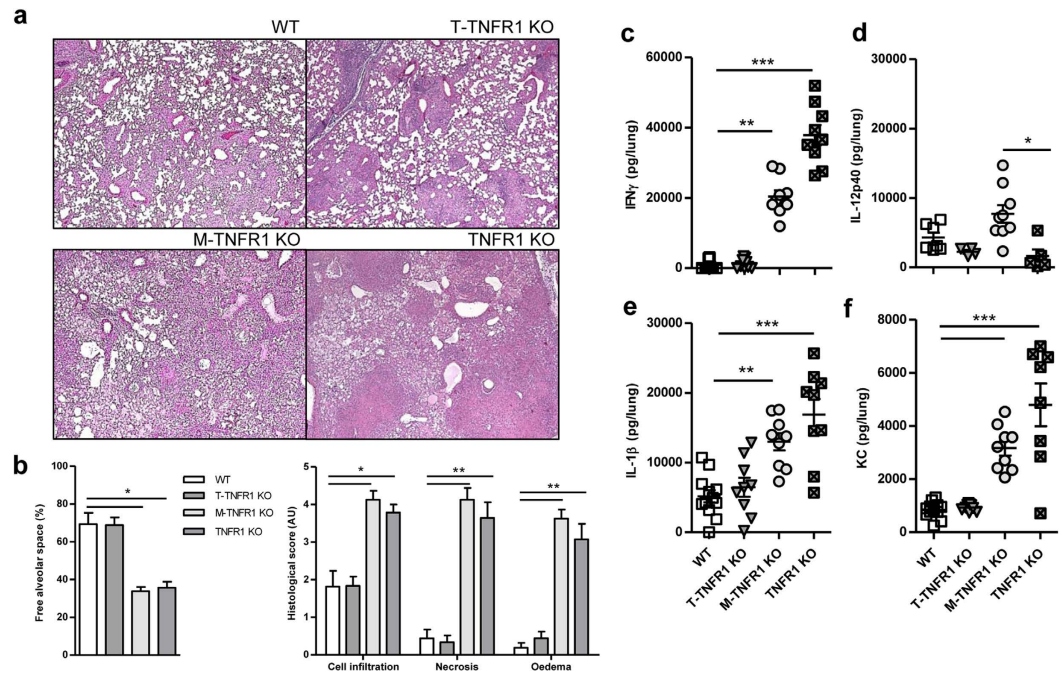 a
WT
T-TNFR1 KO
M-TNFR1 KO
TNFR1 KO
b
Free alveolar space (%)
100
80
60
40
20
0
*
WT
T-TNFR1 KO
M-TNFR1 KO
TNFR1 KO
Histological score (AU)
5
4
3
2
1
0
*
**
**
Cell infiltration
Necrosis
Oedema
c
IFNγ (pg/lung)
60000
40000
20000
0
***
**
d
IL-12p40 (pg/lung)
30000
20000
10000
0
*
e
IL-1β (pg/lung)
30000
20000
10000
0
***
**
WT
T-TNFR1 KO
M-TNFR1 KO
TNFR1 KO
f
KC (pg/lung)
8000
6000
4000
2000
0
***
WT
T-TNFR1 KO
M-TNFR1 KO
TNFR1 KO